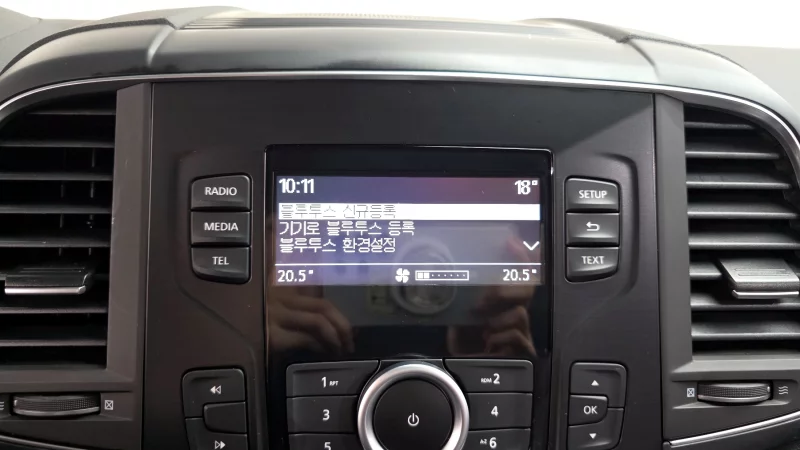 10:11 18°
블루투스 신규등록
기기로 블루투스 등록
블루투스 환경설정
20.5° 20.5°
RADIO
MEDIA
TEL
SETUP
TEXT
1 RPT
RDM 2
3
4
5
A-Z 6
OK